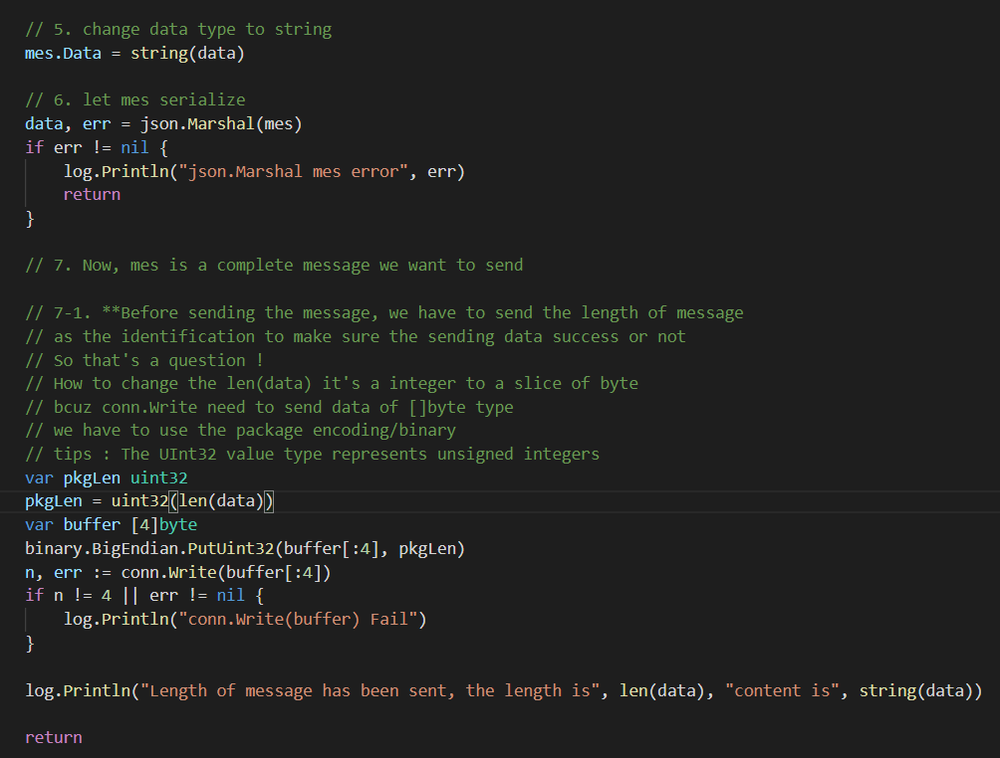 // 5. change data type to string
mes.Data = string(data)
// 6. let mes serialize
data, err = json.Marshal(mes)
if err != nil {
log.Println("json.Marshal mes error", err)
return
}
// 7. Now, mes is a complete message we want to send
// 7-1. **Before sending the message, we have to send the length of message
// as the identification to make sure the sending data success or not
// So that's a question !
// How to change the len(data) it's a integer to a slice of byte
// bcuz conn.Write need to send data of []byte type
// we have to use the package encoding/binary
// tips : The UInt32 value type represents unsigned integers
var pkgLen uint32
pkgLen = uint32(len(data))
var buffer [4]byte
binary.BigEndian.PutUint32(buffer[:4], pkgLen)
n, err := conn.Write(buffer[:4])
if n != 4 || err != nil {
log.Println("conn.Write(buffer) Fail")
}
log.Println("Length of message has been sent, the length is", len(data), "content is", string(data))
return